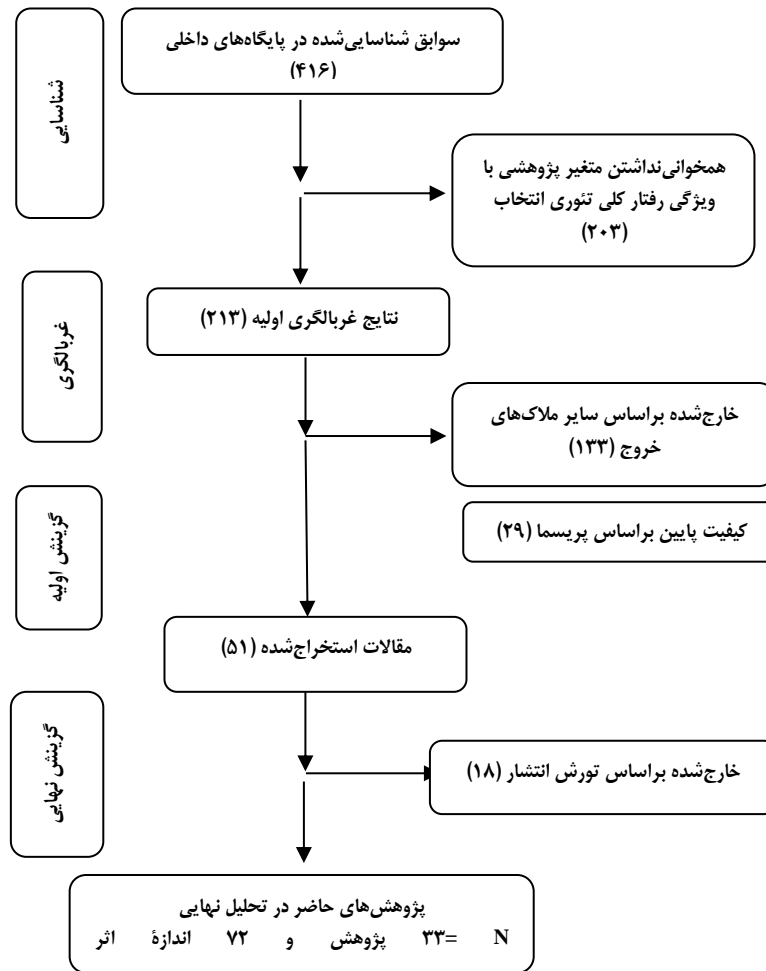 شناسایی
سوابق شناسایی‌شده در پایگاه‌های داخلی
(۴۱۶)
همخوانی‌نداشتن متغیر پژوهشی با
ویژگی رفتار کلی تئوری انتخاب
(۲۰۳)
غربالگری
نتایج غربالگری اولیه (۲۱۳)
خارج‌شده براساس سایر ملاک‌های
خروج (۱۳۳)
گزینش اولیه
کیفیت پایین براساس پریسما (۲۹)
مقالات استخراج‌شده (۵۱)
گزینش نهایی
خارج‌شده براساس تورش انتشار (۱۸)
پژوهش‌های حاضر در تحلیل نهایی
N =۳۳ پژوهش و ۷۲ اندازۀ اثر